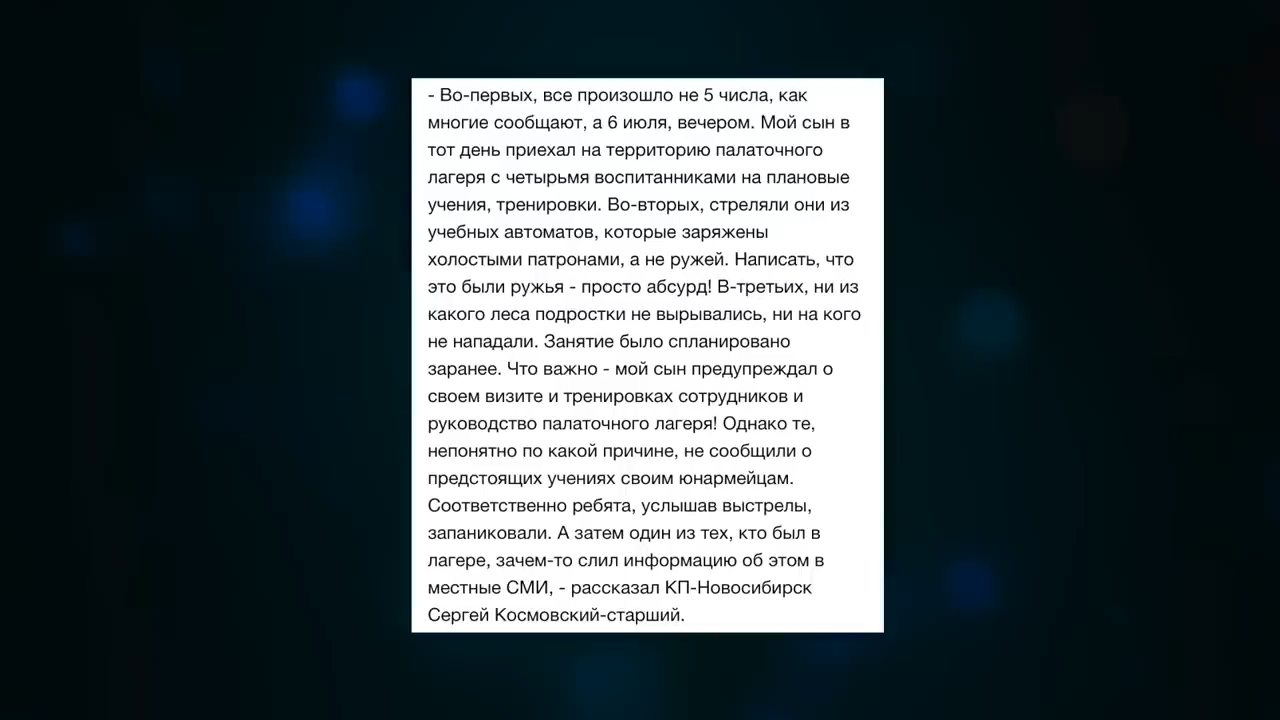 - Во-первых, все произошло не 5 числа, как
многие сообщают, а 6 июля, вечером. Мой сын в
тот день приехал на территорию палаточного
лагеря с четырьмя воспитанниками на плановые
учения, тренировки. Во-вторых, стреляли они из
учебных автоматов, которые заряжены
холостыми патронами, а не ружей. Написать, что
это были ружья - просто абсурд! В-третьих, ни из
какого леса подростки не вырывались, ни на кого
не нападали. Занятие было спланировано
заранее. Что важно - мой сын предупреждал о
своем визите и тренировках сотрудников и
руководство палаточного лагеря! Однако те,
непонятно по какой причине, не сообщили о
предстоящих учениях своим юнармейцам.
Соответственно ребята, услышав выстрелы,
запаниковали. А затем один из тех, кто был в
лагере, зачем-то слил информацию об этом в
местные СМИ, - рассказал КП-Новосибирск
Сергей Космовский-старший.